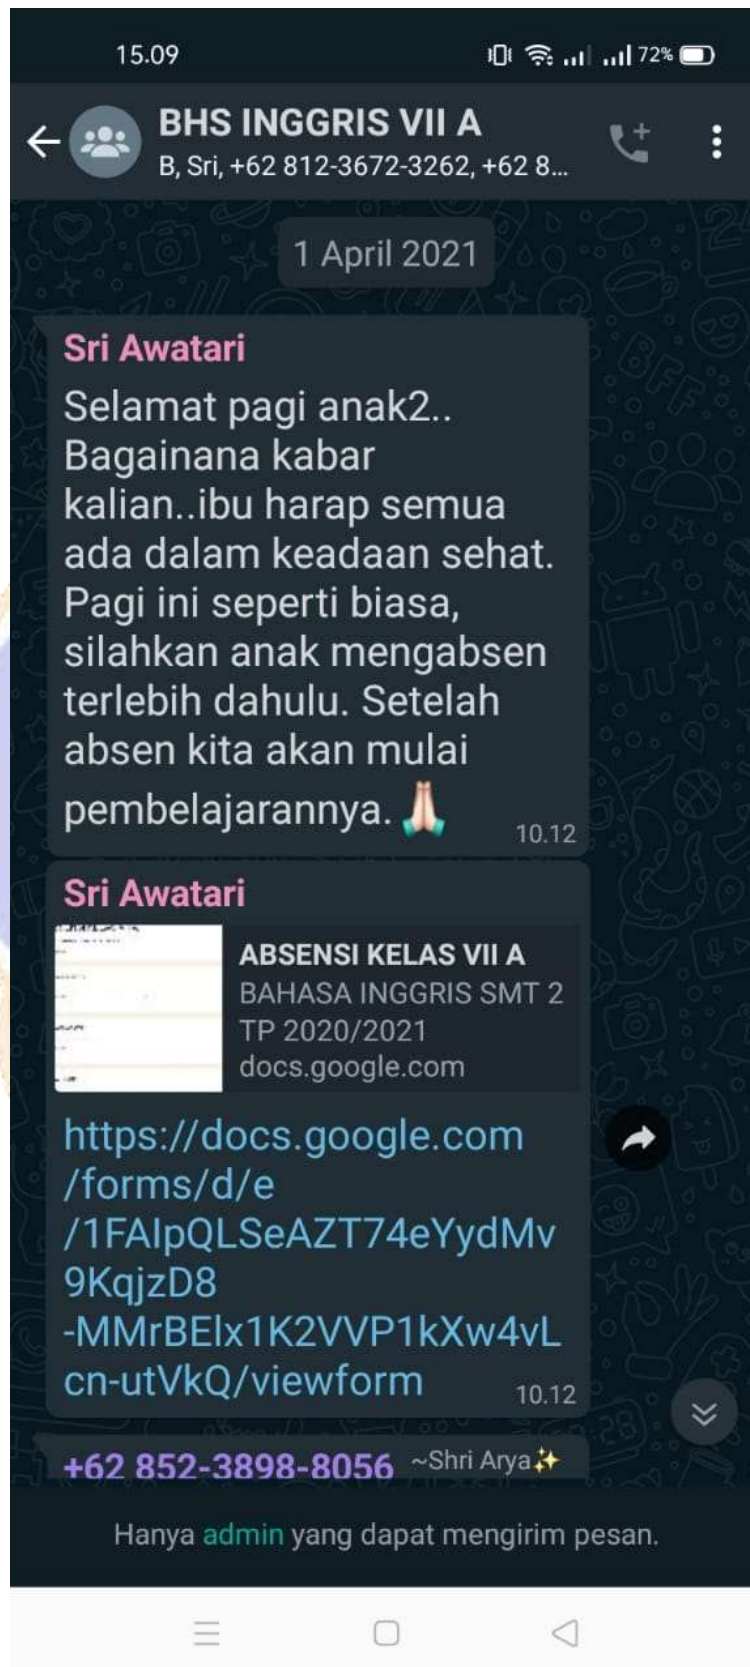 15.09
72%
BHS INGGRIS VII A
B, Sri, +62 812-3672-3262, +62 8...
1 April 2021
Sri Awatari
Selamat pagi anak2..
Bagainana kabar
kalian..ibu harap semua
ada dalam keadaan sehat.
Pagi ini seperti biasa,
silahkan anak mengabsen
terlebih dahulu. Setelah
absen kita akan mulai
pembelajarannya.🙏🏻
10.12
Sri Awatari
ABSENSI KELAS VII A
BAHASA INGGRIS SMT 2
TP 2020/2021
docs.google.com
https://docs.google.com
/forms/d/e
/1FAIpQLSeAZT74eYydMv
9KqjzD8
-MMrBElx1K2VVP1kXw4vL
cn-utVkQ/viewform
10.12
+62 852-3898-8056 ~Shri Arya✨
Hanya admin yang dapat mengirim pesan.